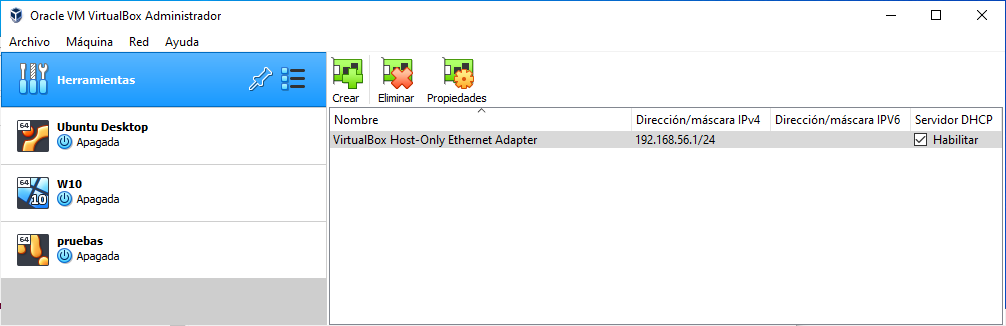 Oracle VM VirtualBox Administrador
Archivo Máquina Red Ayuda
Herramientas
Crear Eliminar Propiedades
Nombre Dirección/máscara IPv4 Dirección/máscara IPV6 Servidor DHCP
VirtualBox Host-Only Ethernet Adapter 192.168.56.1/24 Habilitar
64
Ubuntu Desktop
Apagada
64
10
W10
Apagada
64
pruebas
Apagada